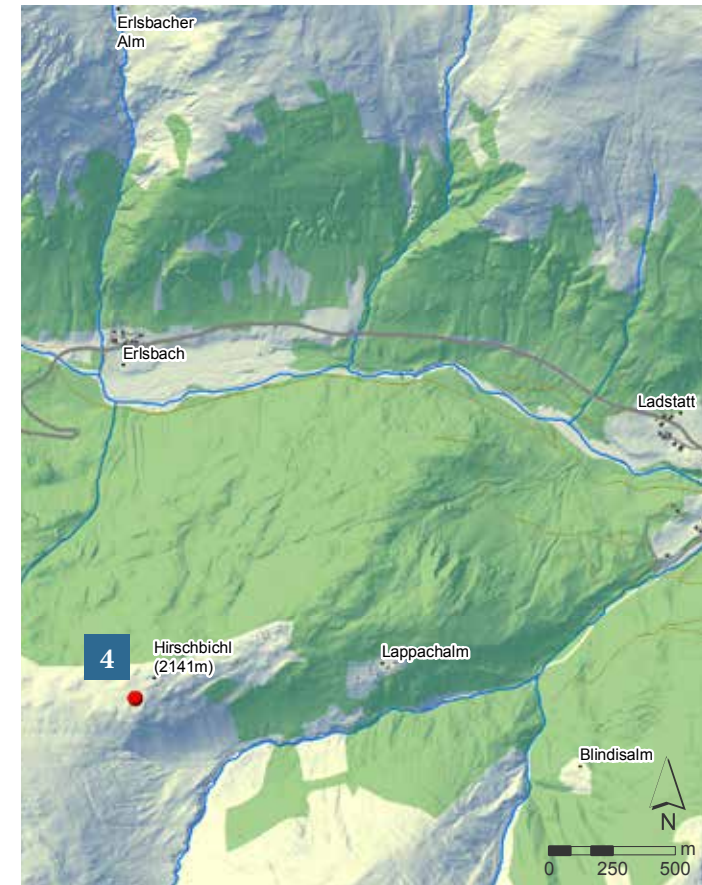 Erlsbacher
Alm
Erlsbach
Ladstatt
4
Hirschbichl
(2141m)
Lappachalm
Blindisalm
N
m
0 250 500